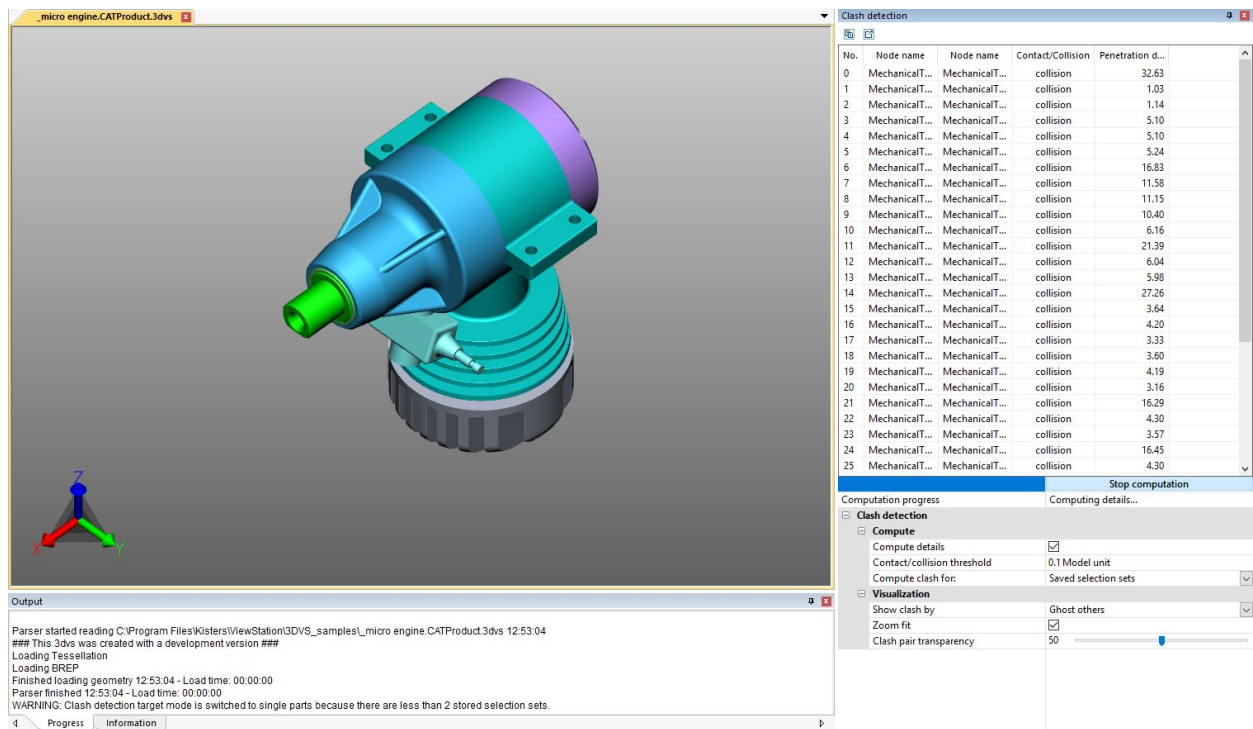 _micro engine.CATProduct.3dvs
Z
X
Y
Output
Parser started reading C:\Program Files\Kisters\ViewStation\3DVS_samples\_micro engine.CATProduct.3dvs 12:53:04
### This 3dvs was created with a development version ###
Loading Tessellation
Loading BREP
Finished loading geometry 12:53:04 - Load time: 00:00:00
Parser finished 12:53:04 - Load time: 00:00:00
WARNING: Clash detection target mode is switched to single parts because there are less than 2 stored selection sets.
Progress Information
Clash detection
No. Node name Node name Contact/Collision Penetration d...
0 MechanicalT... MechanicalT... collision 32.63
1 MechanicalT... MechanicalT... collision 1.03
2 MechanicalT... MechanicalT... collision 1.14
3 MechanicalT... MechanicalT... collision 5.10
4 MechanicalT... MechanicalT... collision 5.10
5 MechanicalT... MechanicalT... collision 5.24
6 MechanicalT... MechanicalT... collision 16.83
7 MechanicalT... MechanicalT... collision 11.58
8 MechanicalT... MechanicalT... collision 11.15
9 MechanicalT... MechanicalT... collision 10.40
10 MechanicalT... MechanicalT... collision 6.16
11 MechanicalT... MechanicalT... collision 21.39
12 MechanicalT... MechanicalT... collision 6.04
13 MechanicalT... MechanicalT... collision 5.98
14 MechanicalT... MechanicalT... collision 27.26
15 MechanicalT... MechanicalT... collision 3.64
16 MechanicalT... MechanicalT... collision 4.20
17 MechanicalT... MechanicalT... collision 3.33
18 MechanicalT... MechanicalT... collision 3.60
19 MechanicalT... MechanicalT... collision 4.19
20 MechanicalT... MechanicalT... collision 3.16
21 MechanicalT... MechanicalT... collision 16.29
22 MechanicalT... MechanicalT... collision 4.30
23 MechanicalT... MechanicalT... collision 3.57
24 MechanicalT... MechanicalT... collision 16.45
25 MechanicalT... MechanicalT... collision 4.30
Stop computation
Computation progress Computing details...
Clash detection
Compute
Compute details
Contact/collision threshold 0.1 Model unit
Compute clash for: Saved selection sets
Visualization
Show clash by Ghost others
Zoom fit
Clash pair transparency 50